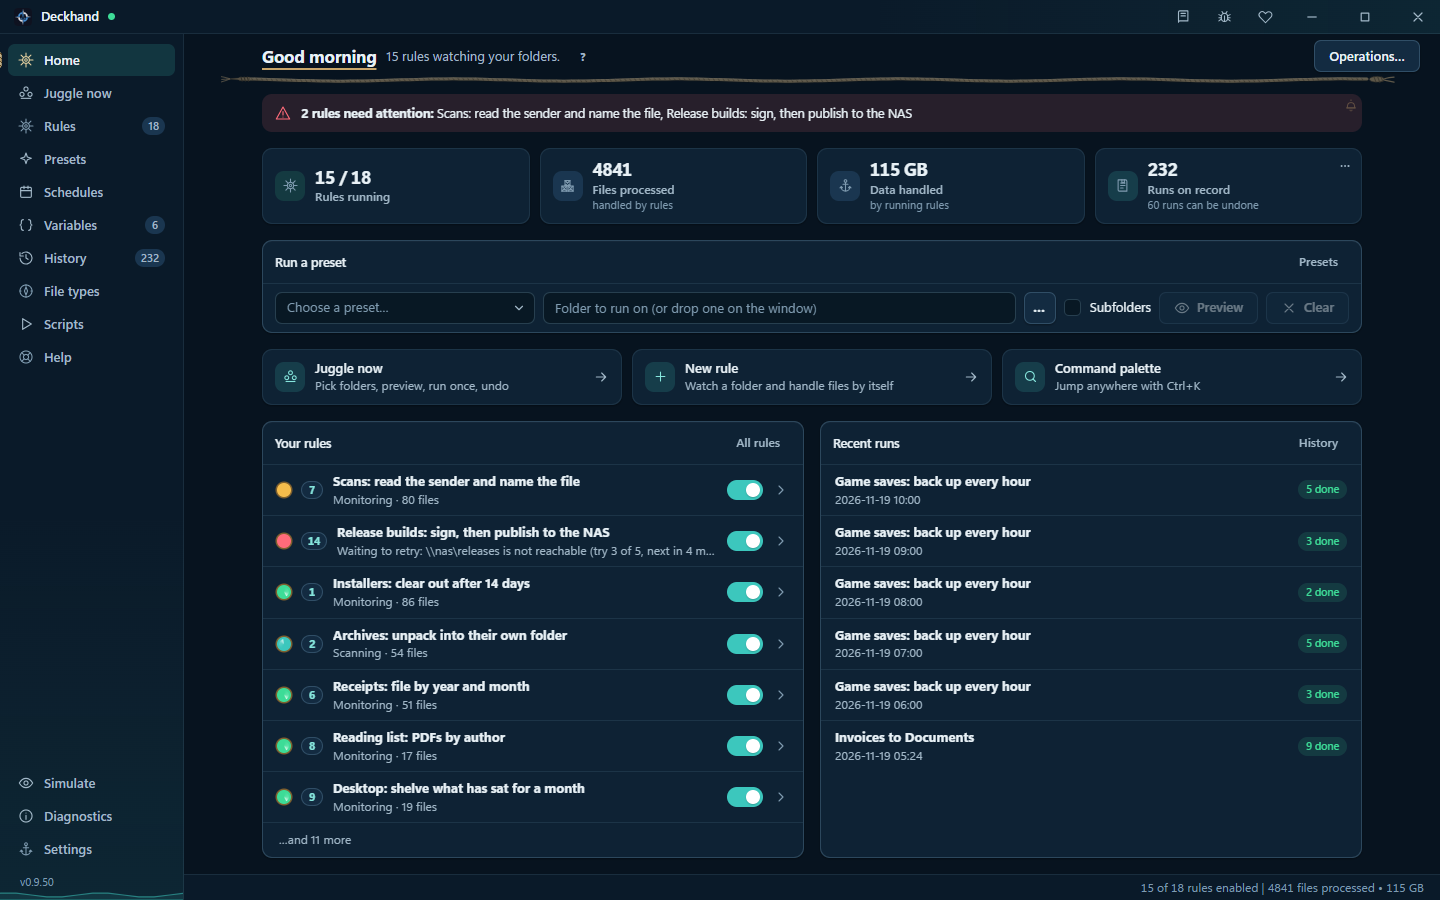 Deckhand
Home
Juggle now
Rules 18
Presets
Schedules
Variables 6
History 232
File types
Scripts
Help
Simulate
Diagnostics
Settings
v0.9.50
Good morning 15 rules watching your folders. ?
Operations...
2 rules need attention: Scans: read the sender and name the file, Release builds: sign, then publish to the NAS
15 / 18
Rules running
4841
Files processed
handled by rules
115 GB
Data handled
by running rules
232
Runs on record
60 runs can be undone
...
Run a preset
Presets
Choose a preset...
Folder to run on (or drop one on the window)
...
Subfolders
Preview
Clear
Juggle now
Pick folders, preview, run once, undo
New rule
Watch a folder and handle files by itself
Command palette
Jump anywhere with Ctrl+K
Your rules
All rules
7
Scans: read the sender and name the file
Monitoring · 80 files
14
Release builds: sign, then publish to the NAS
Waiting to retry: \\nas\releases is not reachable (try 3 of 5, next in 4 m...
1
Installers: clear out after 14 days
Monitoring · 86 files
2
Archives: unpack into their own folder
Scanning · 54 files
6
Receipts: file by year and month
Monitoring · 51 files
8
Reading list: PDFs by author
Monitoring · 17 files
9
Desktop: shelve what has sat for a month
Monitoring · 19 files
...and 11 more
Recent runs
History
Game saves: back up every hour
2026-11-19 10:00
5 done
Game saves: back up every hour
2026-11-19 09:00
3 done
Game saves: back up every hour
2026-11-19 08:00
2 done
Game saves: back up every hour
2026-11-19 07:00
5 done
Game saves: back up every hour
2026-11-19 06:00
3 done
Invoices to Documents
2026-11-19 05:24
9 done
15 of 18 rules enabled | 4841 files processed • 115 GB